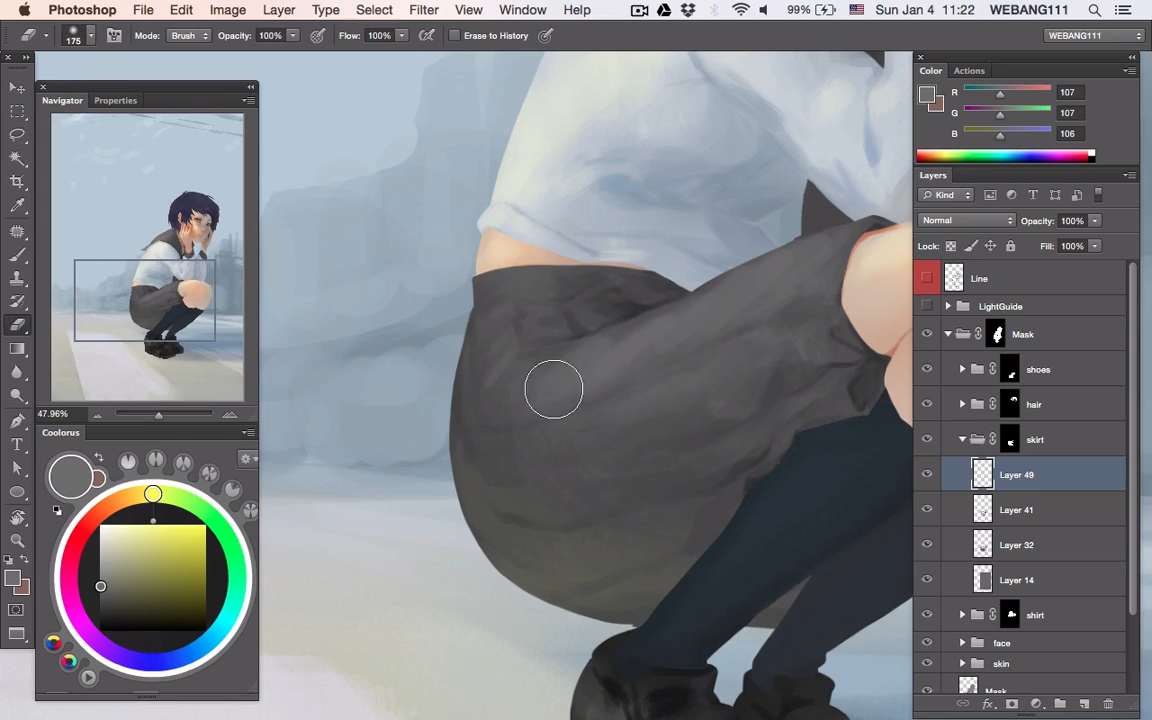 Photoshop File Edit Image Layer Type Select Filter View Window Help 99% Sun Jan 4 11:22 WEBANG111
175 Mode: Brush Opacity: 100% Flow: 100% Erase to History WEBANG111
Navigator Properties
47.96%
Coolorus
Color Actions
R 107
G 107
B 106
Layers
Kind
Normal Opacity: 100%
Lock: Fill: 100%
Line
LightGuide
Mask
shoes
hair
skirt
Layer 49
Layer 41
Layer 32
Layer 14
shirt
face
skin
Mask